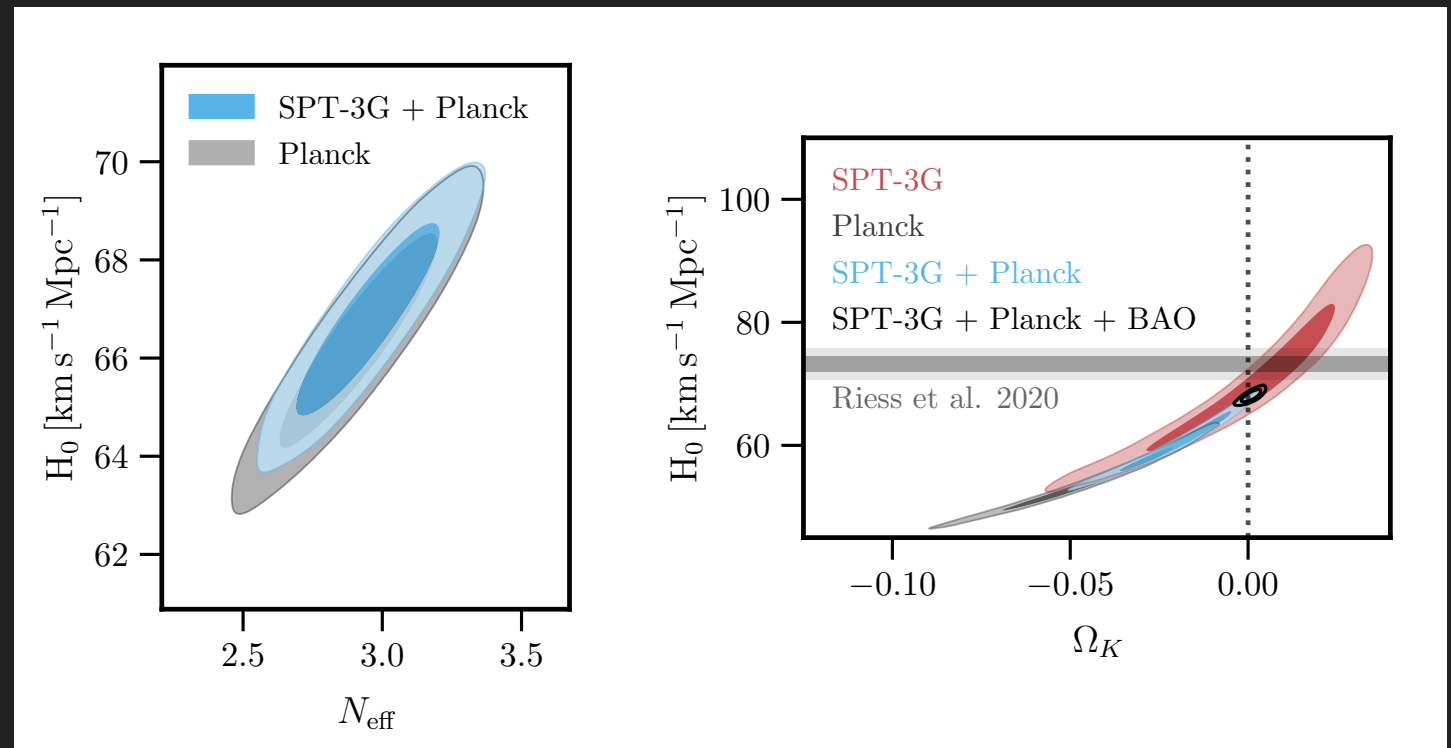 SPT-3G + Planck
Planck
70
68
66
64
62
H₀ [km s⁻¹ Mpc⁻¹]
2.5 3.0 3.5
N_eff
SPT-3G
Planck
SPT-3G + Planck
SPT-3G + Planck + BAO
Riess et al. 2020
100
80
60
H₀ [km s⁻¹ Mpc⁻¹]
−0.10 −0.05 0.00
Ω_K